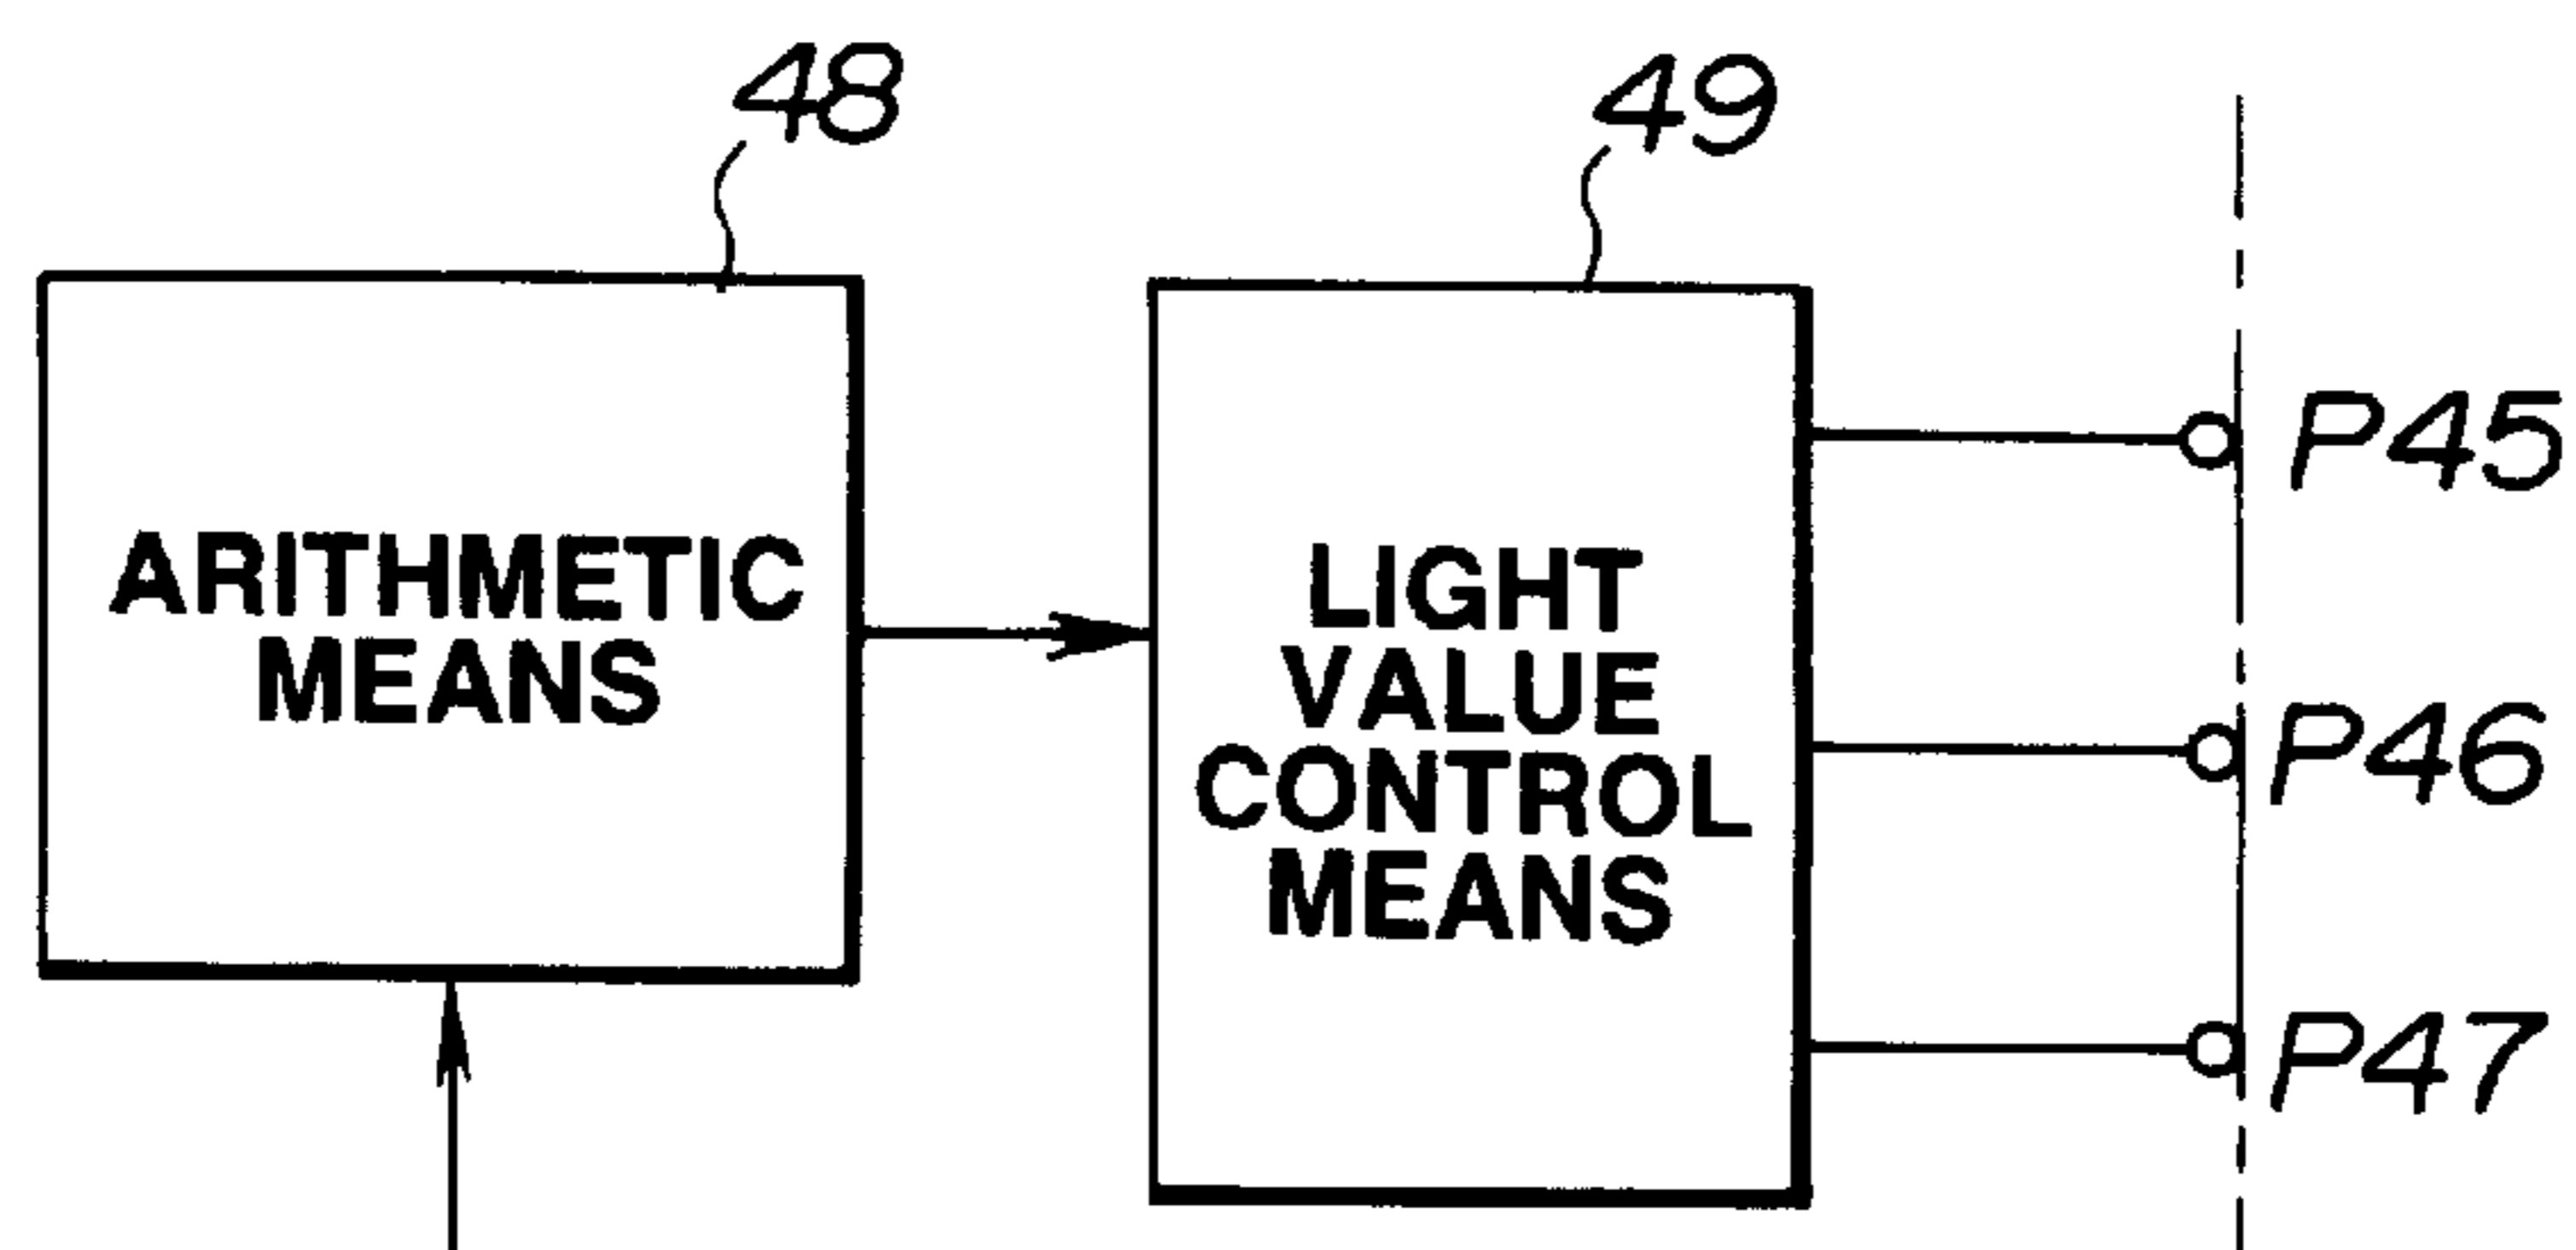 48
49
ARITHMETIC
MEANS
LIGHT
VALUE
CONTROL
MEANS
P45
P46
P47